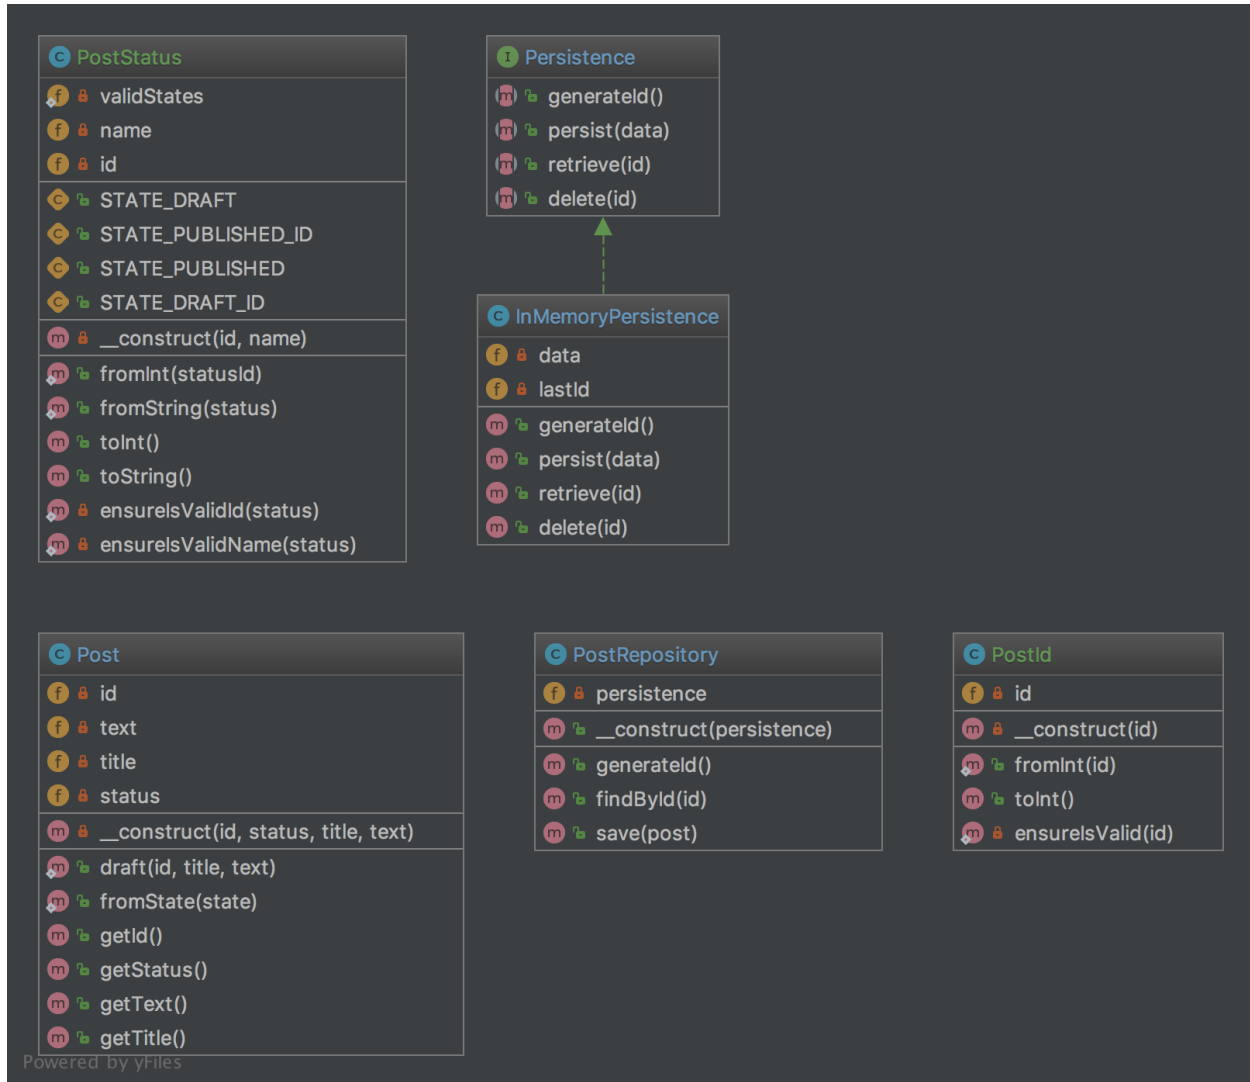 PostStatus
validStates
name
id
STATE_DRAFT
STATE_PUBLISHED_ID
STATE_PUBLISHED
STATE_DRAFT_ID
__construct(id, name)
fromInt(statusId)
fromString(status)
toInt()
toString()
ensureIsValidId(status)
ensureIsValidName(status)
Persistence
generateId()
persist(data)
retrieve(id)
delete(id)
InMemoryPersistence
data
lastId
generateId()
persist(data)
retrieve(id)
delete(id)
Post
id
text
title
status
__construct(id, status, title, text)
draft(id, title, text)
fromState(state)
getId()
getStatus()
getText()
getTitle()
PostRepository
persistence
__construct(persistence)
generateId()
findById(id)
save(post)
PostId
id
__construct(id)
fromInt(id)
toInt()
ensureIsValid(id)
Powered by yFiles